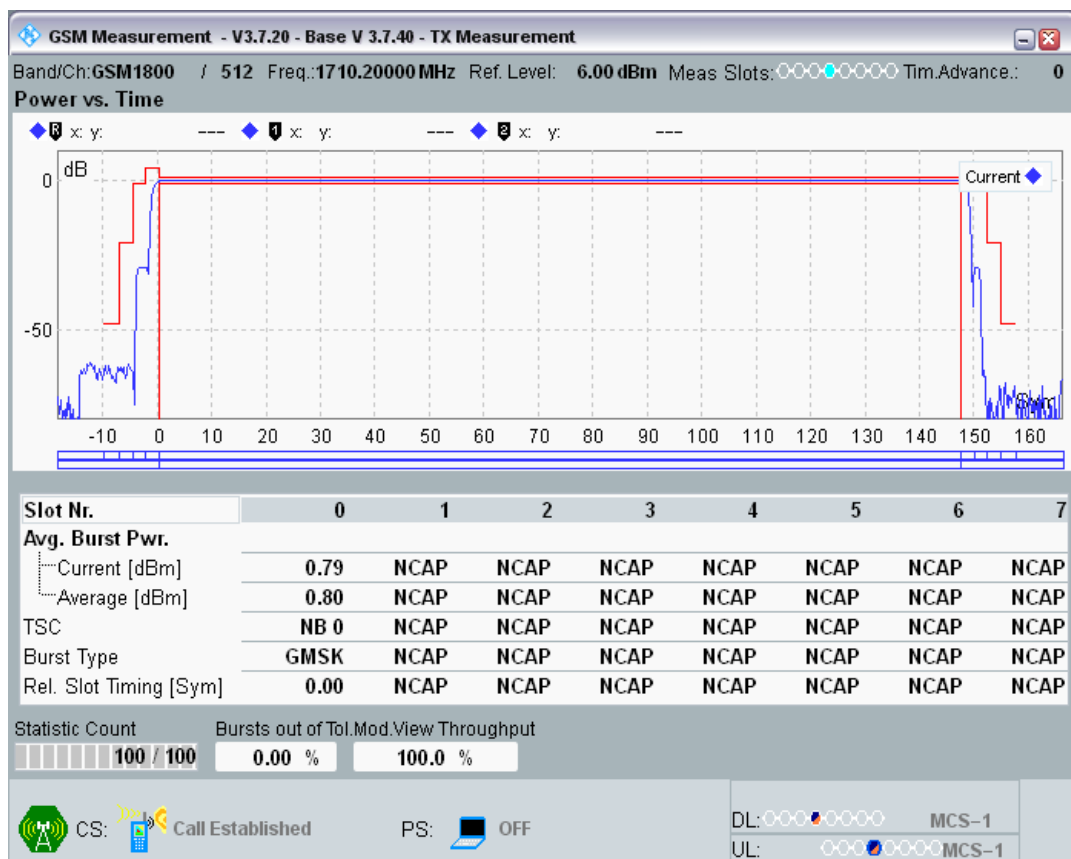 GSM Measurement - V3.7.20 - Base V 3.7.40 - TX Measurement
Band/Ch:GSM1800 / 512 Freq.:1710.20000 MHz Ref. Level: 6.00 dBm Meas Slots: Tim.Advance.: 0
Power vs. Time
R x: y: --- 1 x: y: --- 2 x: y: ---
dB
Current
0
-50
Sym
-10 0 10 20 30 40 50 60 70 80 90 100 110 120 130 140 150 160
Slot Nr. 0 1 2 3 4 5 6 7
Avg. Burst Pwr.
Current [dBm] 0.79 NCAP NCAP NCAP NCAP NCAP NCAP NCAP
Average [dBm] 0.80 NCAP NCAP NCAP NCAP NCAP NCAP NCAP
TSC NB 0 NCAP NCAP NCAP NCAP NCAP NCAP NCAP
Burst Type GMSK NCAP NCAP NCAP NCAP NCAP NCAP NCAP
Rel. Slot Timing [Sym] 0.00 NCAP NCAP NCAP NCAP NCAP NCAP NCAP
Statistic Count Bursts out of Tol.Mod.View Throughput
100 / 100 0.00 % 100.0 %
CS: Call Established PS: OFF
DL: MCS-1
UL: MCS-1